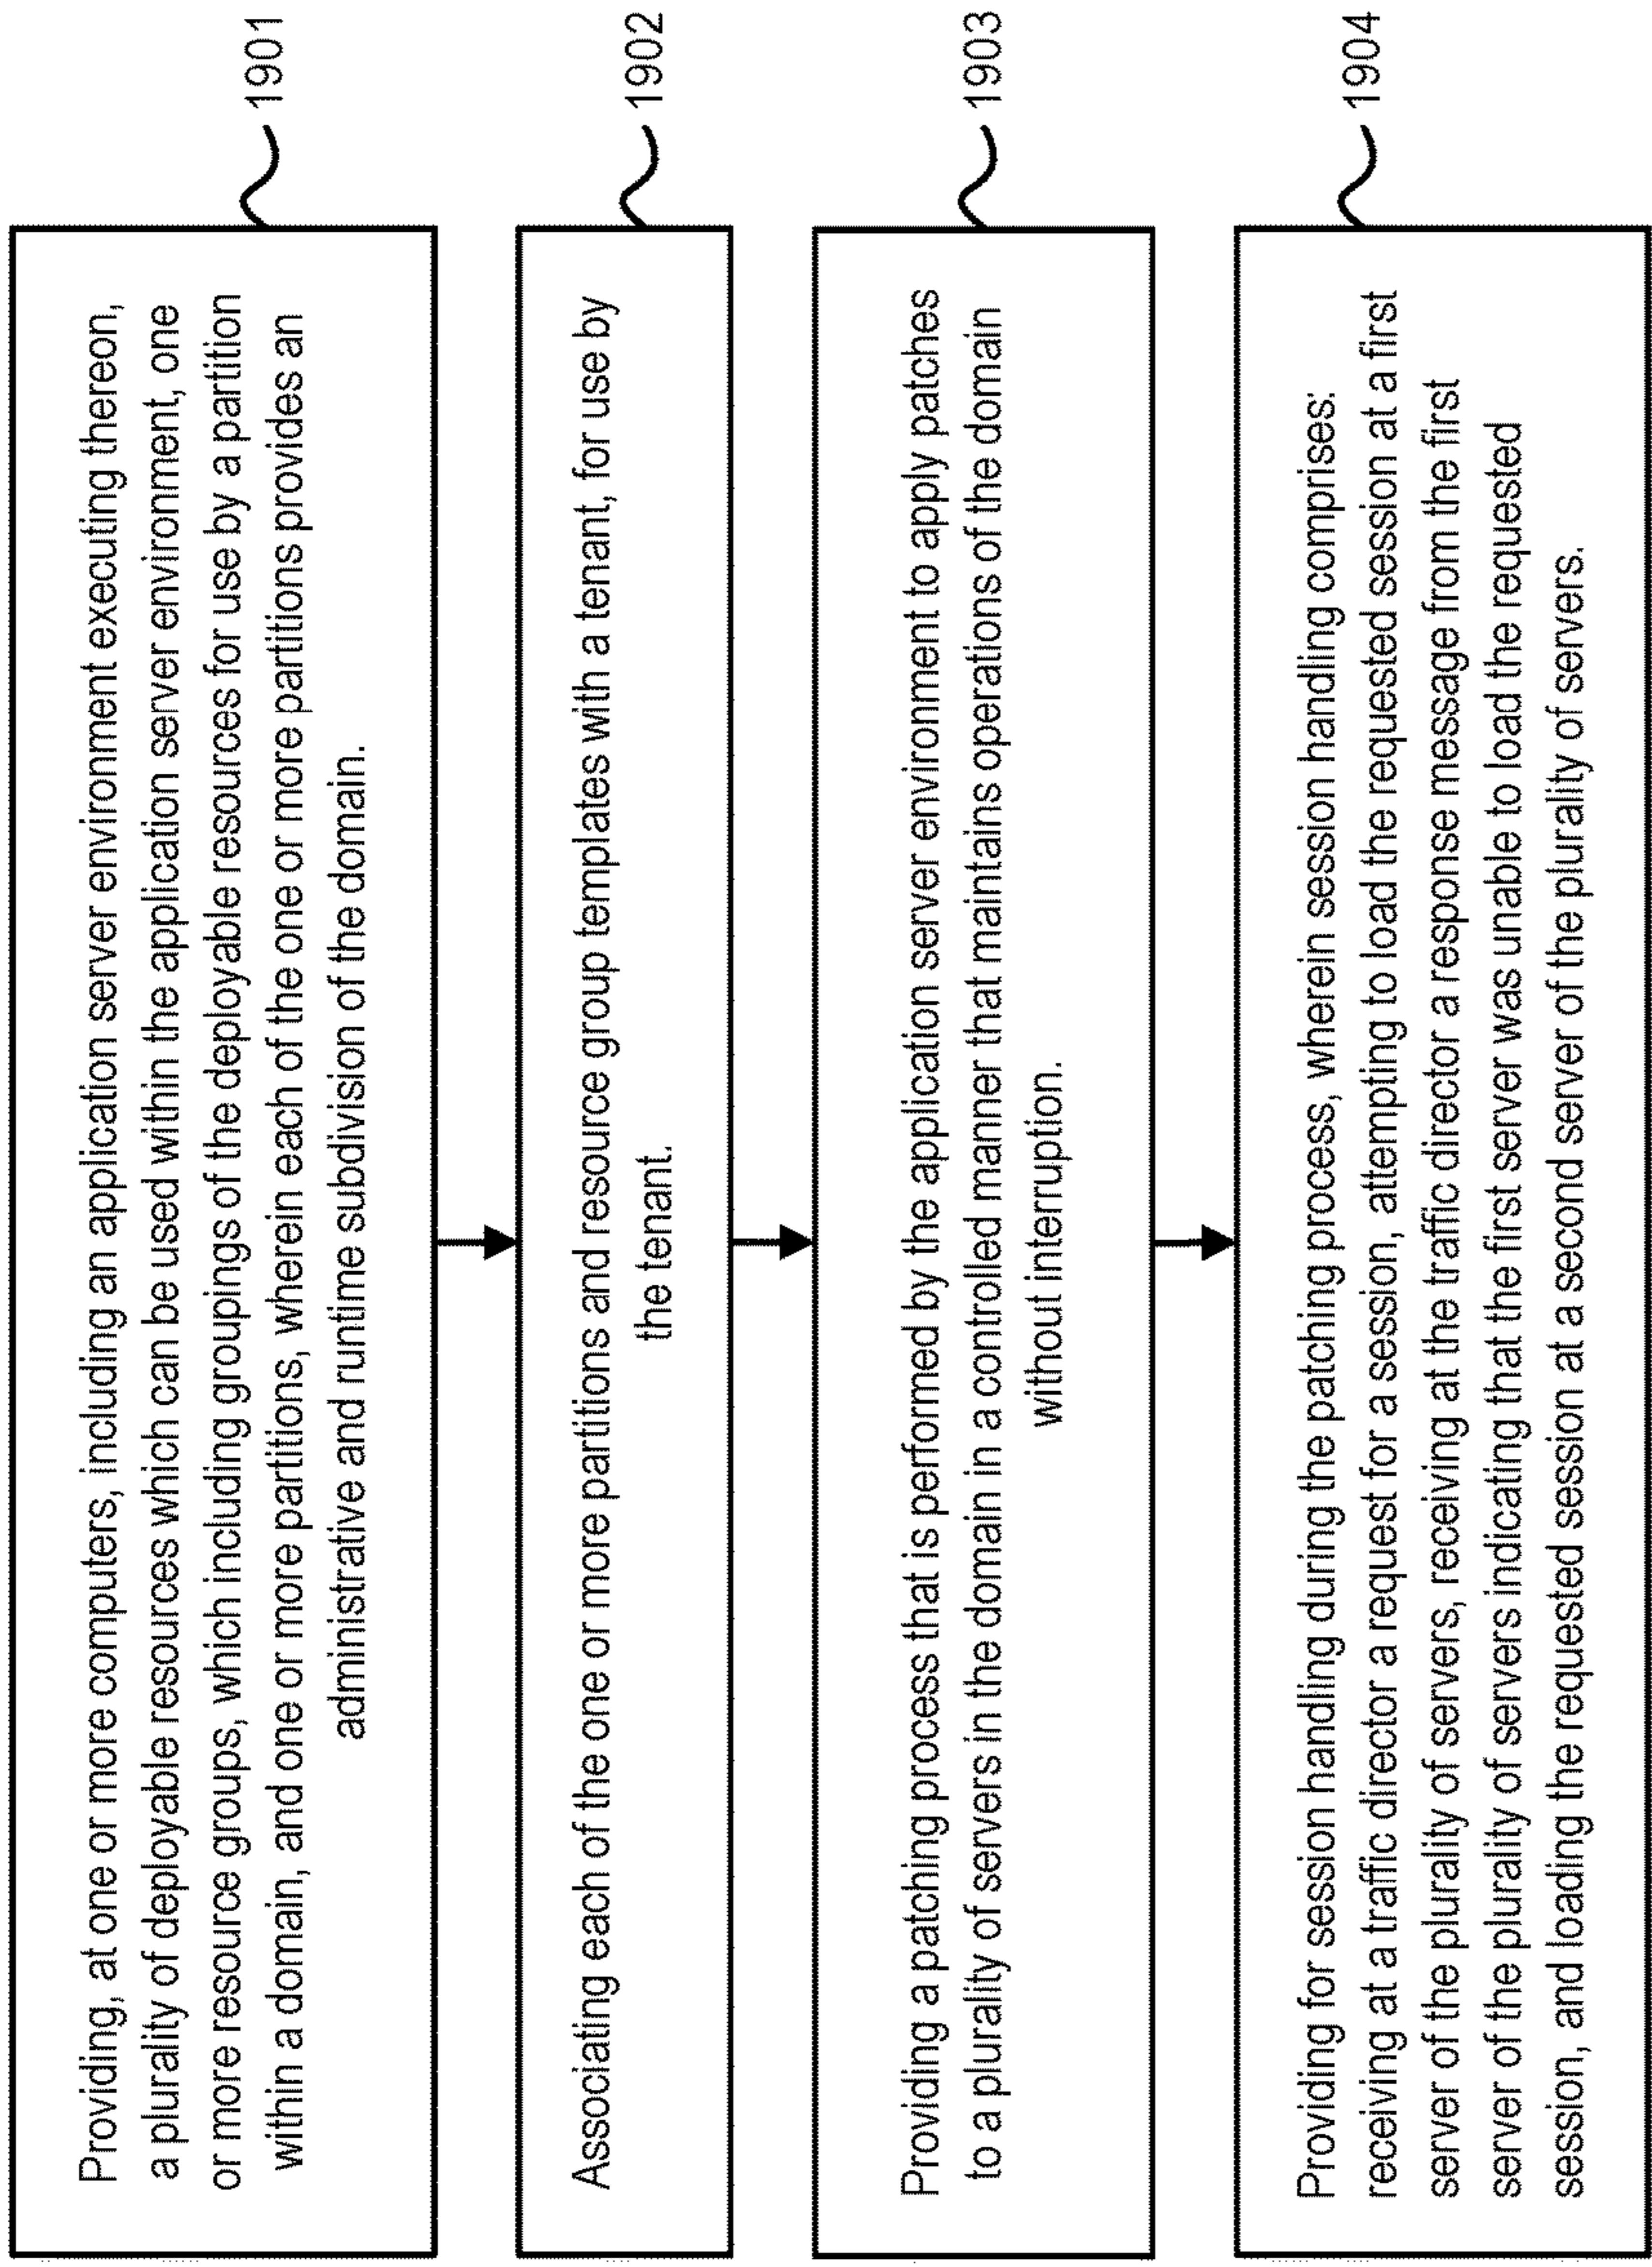 Providing, at one or more computers, including an application server environment executing thereon,
a plurality of deployable resources which can be used within the application server environment, one
or more resource groups, which including groupings of the deployable resources for use by a partition
within a domain, and one or more partitions, wherein each of the one or more partitions provides an
administrative and runtime subdivision of the domain.
1901
Associating each of the one or more partitions and resource group templates with a tenant, for use by
the tenant.
1902
Providing a patching process that is performed by the application server environment to apply patches
to a plurality of servers in the domain in a controlled manner that maintains operations of the domain
without interruption.
1903
Providing for session handling during the patching process, wherein session handling comprises:
receiving at a traffic director a request for a session, attempting to load the requested session at a first
server of the plurality of servers, receiving at the traffic director a response message from the first
server of the plurality of servers indicating that the first server was unable to load the requested
session, and loading the requested session at a second server of the plurality of servers.
1904